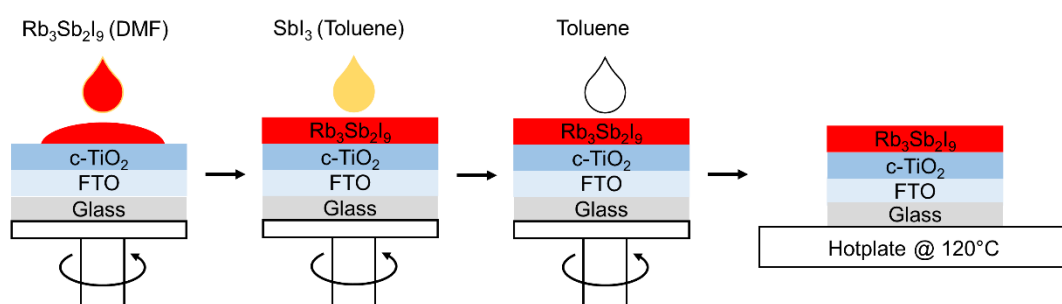 Rb₃Sb₂I₉ (DMF)
SbI₃ (Toluene)
Toluene
c-TiO₂
FTO
Glass
Rb₃Sb₂I₉
c-TiO₂
FTO
Glass
Rb₃Sb₂I₉
c-TiO₂
FTO
Glass
Rb₃Sb₂I₉
c-TiO₂
FTO
Glass
Hotplate @ 120°C